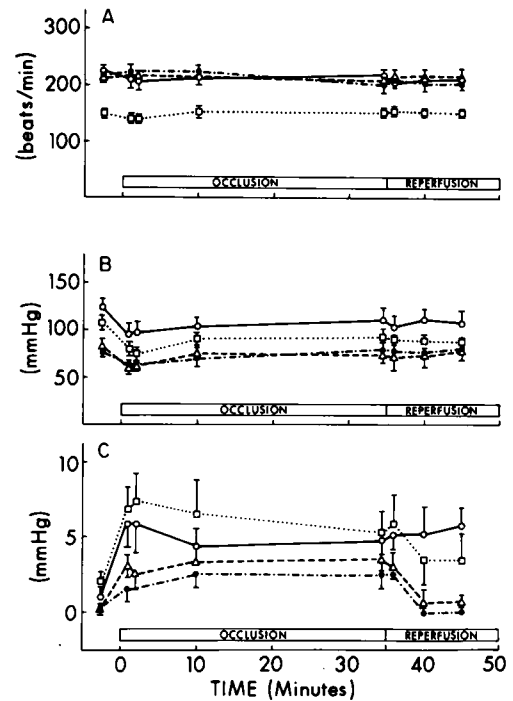 A
300
200
100
(beats/min)
OCCLUSION
REPERFUSION
B
150
100
50
(mmHg)
OCCLUSION
REPERFUSION
C
10
5
0
(mmHg)
OCCLUSION
REPERFUSION
0 10 20 30 40 50
TIME (Minutes)